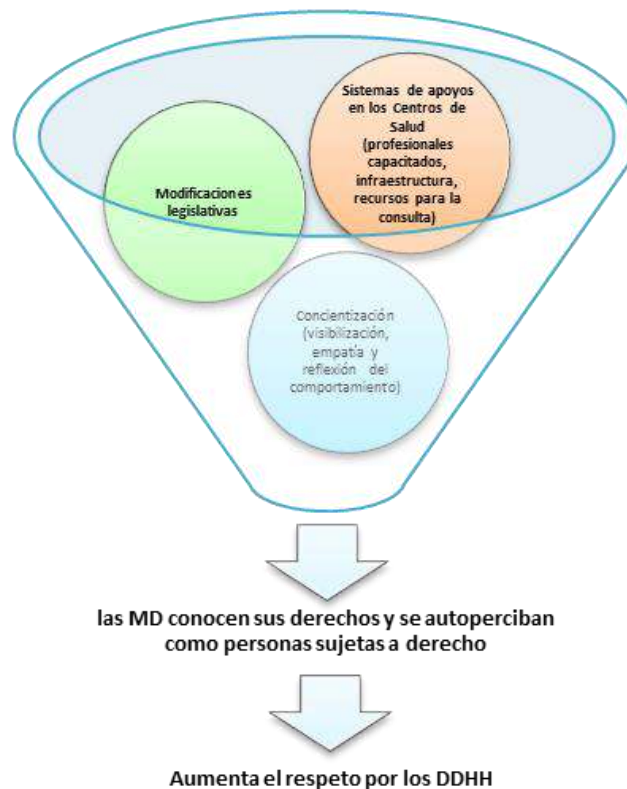 Sistemas de apoyos
en los Centros de
Salud
(profesionales
capacitados,
infraestructura,
recursos para la
consulta)
Modificaciones
legislativas
Concientización
(visibilización,
empatía y
reflexión del
comportamiento)
las MD conocen sus derechos y se autoperciban
como personas sujetas a derecho
Aumenta el respeto por los DDHH